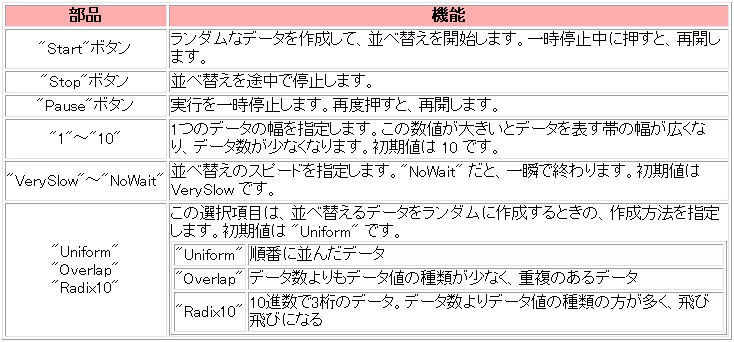 部品 機能
"Start"ボタン ランダムなデータを作成して、並べ替えを開始します。一時停止中に押すと、再開し
ます。
"Stop"ボタン 並べ替えを途中で停止します。
"Pause"ボタン 実行を一時停止します。再度押すと、再開します。
"1"～"10" 1つのデータの幅を指定します。この数値が大きいとデータを表す帯の幅が広くな
り、データ数が少なくなります。初期値は 10 です。
"VerySlow"～"NoWait" 並べ替えのスピードを指定します。"NoWait" だと、一瞬で終わります。初期値は
VerySlow です。
"Uniform"
"Overlap"
"Radix10"
この選択項目は、並べ替えるデータをランダムに作成するときの、作成方法を指定
します。初期値は "Uniform" です。
"Uniform" 順番に並んだデータ
"Overlap" データ数よりもデータ値の種類が少なく、重複のあるデータ
"Radix10" 10進数で3桁のデータ。データ数よりデータ値の種類の方が多く、飛び
飛びになる